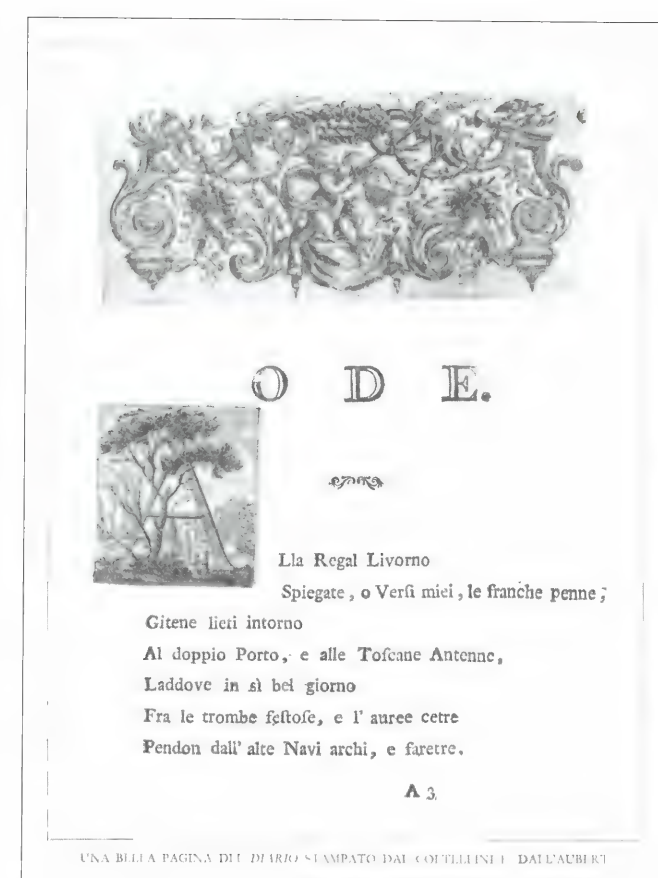 O D E.
A
Lla Regal Livorno
Spiegate, o Verſi miei, le franche penne;
Gitene lieti intorno
Al doppio Porto, e alle Toſcane Antenne,
Laddove in sì bel giorno
Fra le trombe feſtoſe, e l' auree cetre
Pendon dall' alte Navi archi, e faretre.
A 3
UNA BELLA PAGINA DEL DIARIO STAMPATO DAL COLTELLINI E DALL'AUBERT